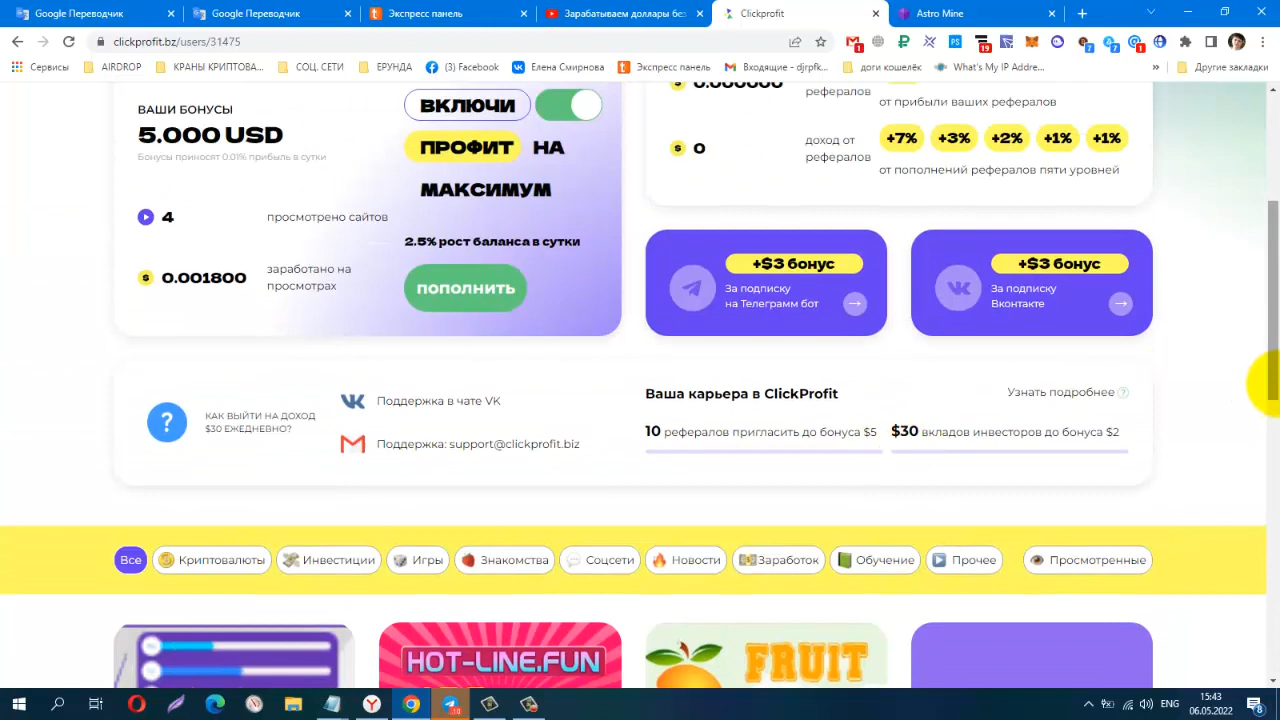 Google Переводчик
Google Переводчик
Экспресс панель
Зарабатываем доллары без
Clickprofit
Astro Mine
clickprofit.bz/users/31475
Сервисы
AIRDROP
КРАНЫ КРИПТОВА...
СОЦ. СЕТИ
ЕРУНДА
(3) Facebook
Елена Смирнова
Экспресс панель
Входящие - djrpfk...
доги кошелёк
What's My IP Addre...
Другие закладки
ВАШИ БОНУСЫ
5.000 USD
Бонусы приносят 0.01% прибыль в сутки
4 просмотрено сайтов
0.001800 заработано на
просмотрах
ВКЛЮЧИ
ПРОФИТ НА
МАКСИМУМ
2.5% рост баланса в сутки
ПОПОЛНИТЬ
0.000000
рефералов
от прибыли ваших рефералов
0 доход от
рефералов
+7% +3% +2% +1% +1%
от пополнений рефералов пяти уровней
+$3 бонус
За подписку
на Телеграмм бот
+$3 бонус
За подписку
Вконтакте
КАК ВЫЙТИ НА ДОХОД
$30 ЕЖЕДНЕВНО?
Поддержка в чате VK
Поддержка: support@clickprofit.biz
Ваша карьера в ClickProfit
Узнать подробнее
10 рефералов пригласить до бонуса $5
$30 вкладов инвесторов до бонуса $2
Все
Криптовалюты
Инвестиции
Игры
Знакомства
Соцсети
Новости
Заработок
Обучение
Прочее
Просмотренные
HOT-LINE.FUN
FRUIT
ENG
15:43
06.05.2022